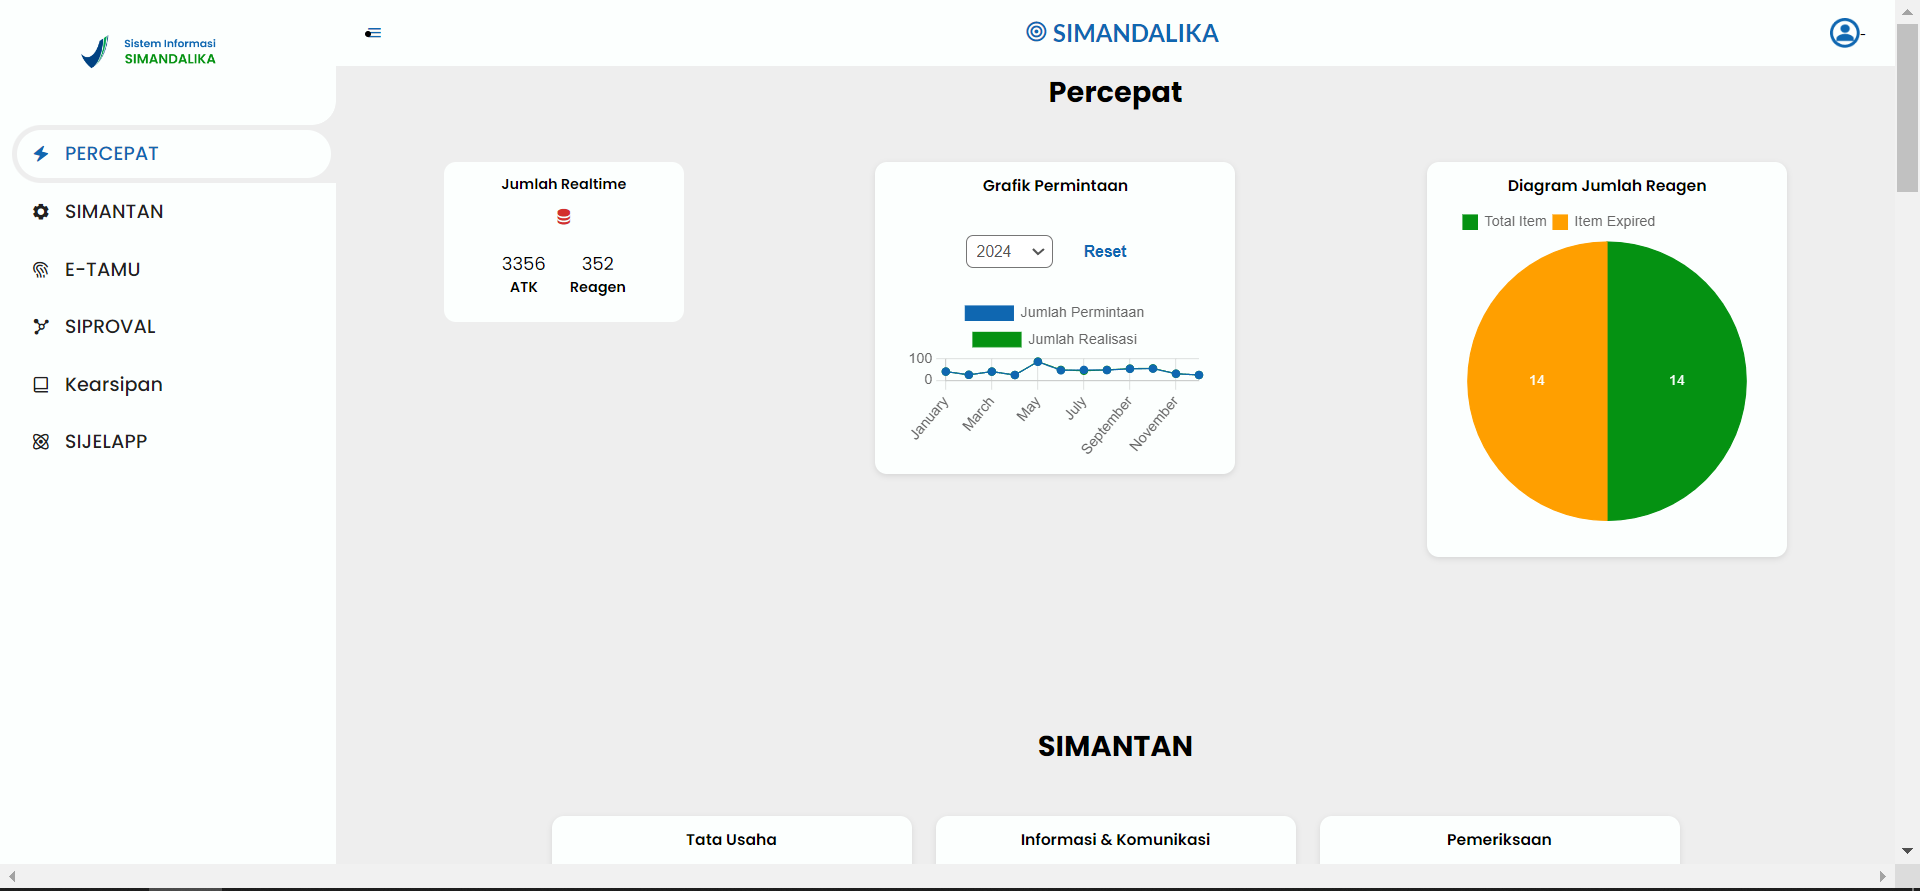 Sistem Informasi
SIMANDALIKA
PERCEPAT
SIMANTAN
E-TAMU
SIPROVAL
Kearsipan
SIJELAPP
SIMANDALIKA
-
Percepat
Jumlah Realtime
3356 352
ATK Reagen
Grafik Permintaan
2024 Reset
Jumlah Permintaan
Jumlah Realisasi
100
0
January March May July September November
Diagram Jumlah Reagen
Total Item Item Expired
14 14
SIMANTAN
Tata Usaha
Informasi & Komunikasi
Pemeriksaan